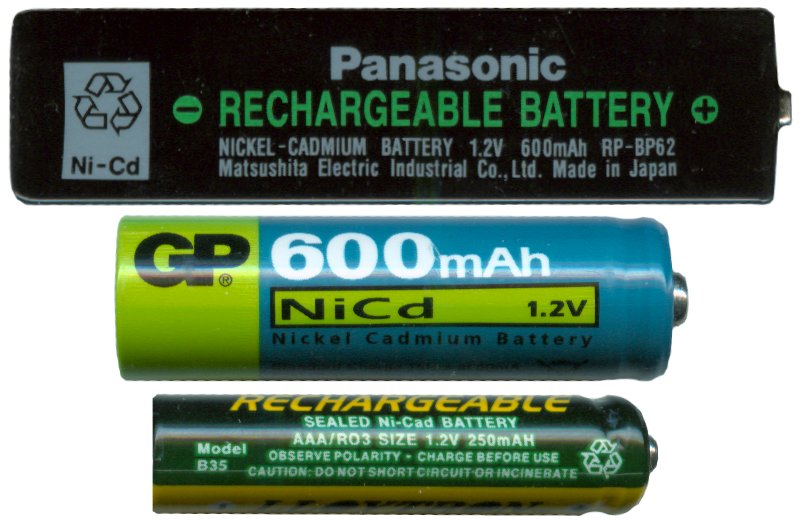 Panasonic
⊖ RECHARGEABLE BATTERY ⊕
NICKEL-CADMIUM BATTERY 1.2V 600mAh RP-BP62
Matsushita Electric Industrial Co.,Ltd. Made in Japan
Ni-Cd
GP®
600mAh
NiCd 1.2V
Nickel Cadmium Battery
RECHARGEABLE
SEALED Ni-Cad BATTERY
AAA/RO3 SIZE 1.2V 250mAH
Model
B35
OBSERVE POLARITY - CHARGE BEFORE USE
CAUTION: DO NOT SHORT CIRCUIT OR INCINERATE